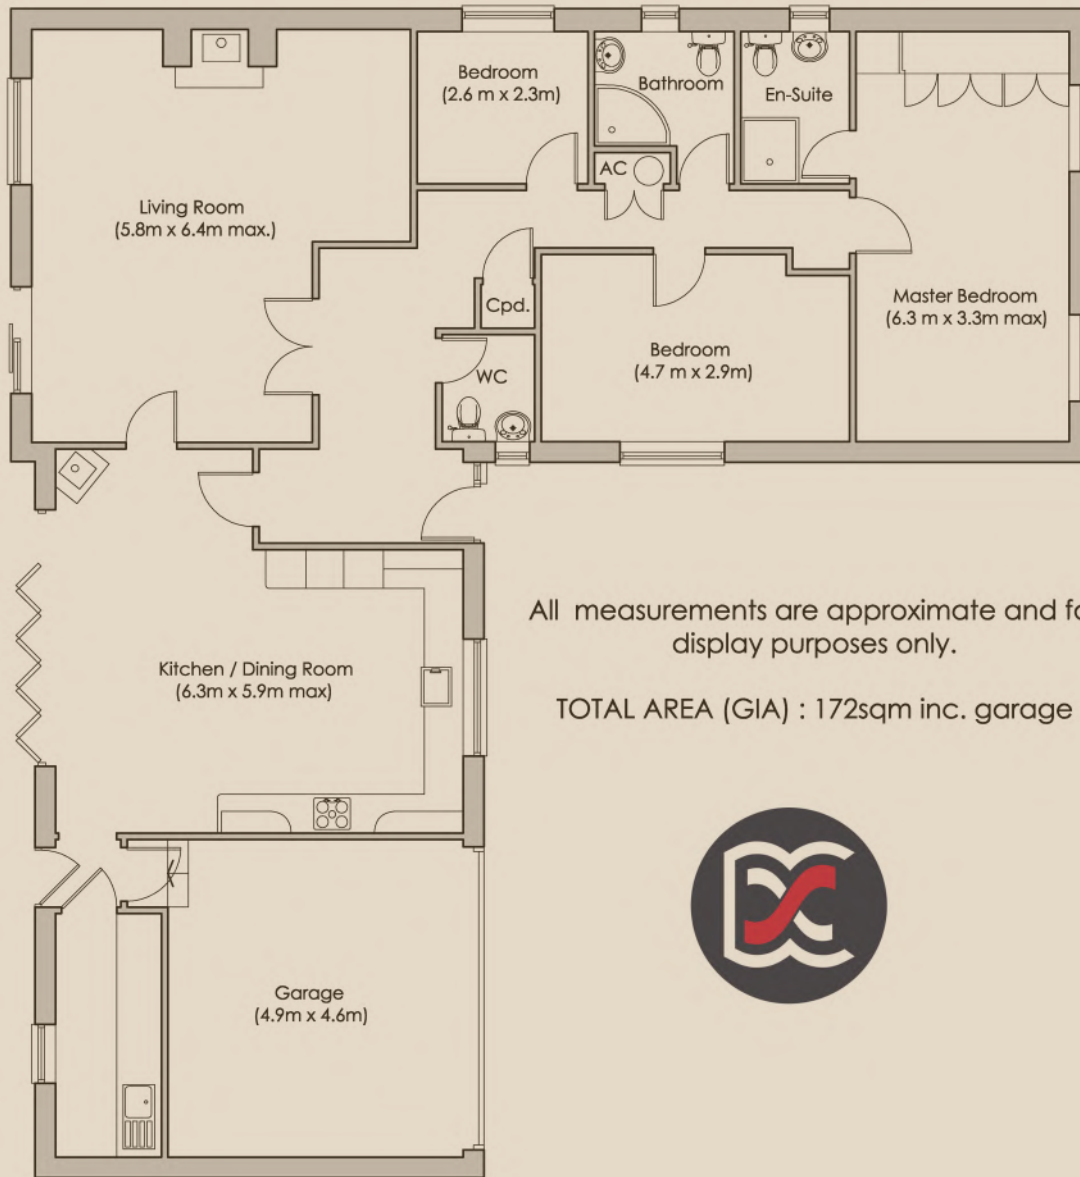 Bedroom
(2.6 m x 2.3m)
Bathroom
En-Suite
AC
Living Room
(5.8m x 6.4m max.)
Cpd.
Master Bedroom
(6.3 m x 3.3m max)
Bedroom
(4.7 m x 2.9m)
WC
All measurements are approximate and fo
display purposes only.
Kitchen / Dining Room
(6.3m x 5.9m max)
TOTAL AREA (GIA) : 172sqm inc. garage
Garage
(4.9m x 4.6m)